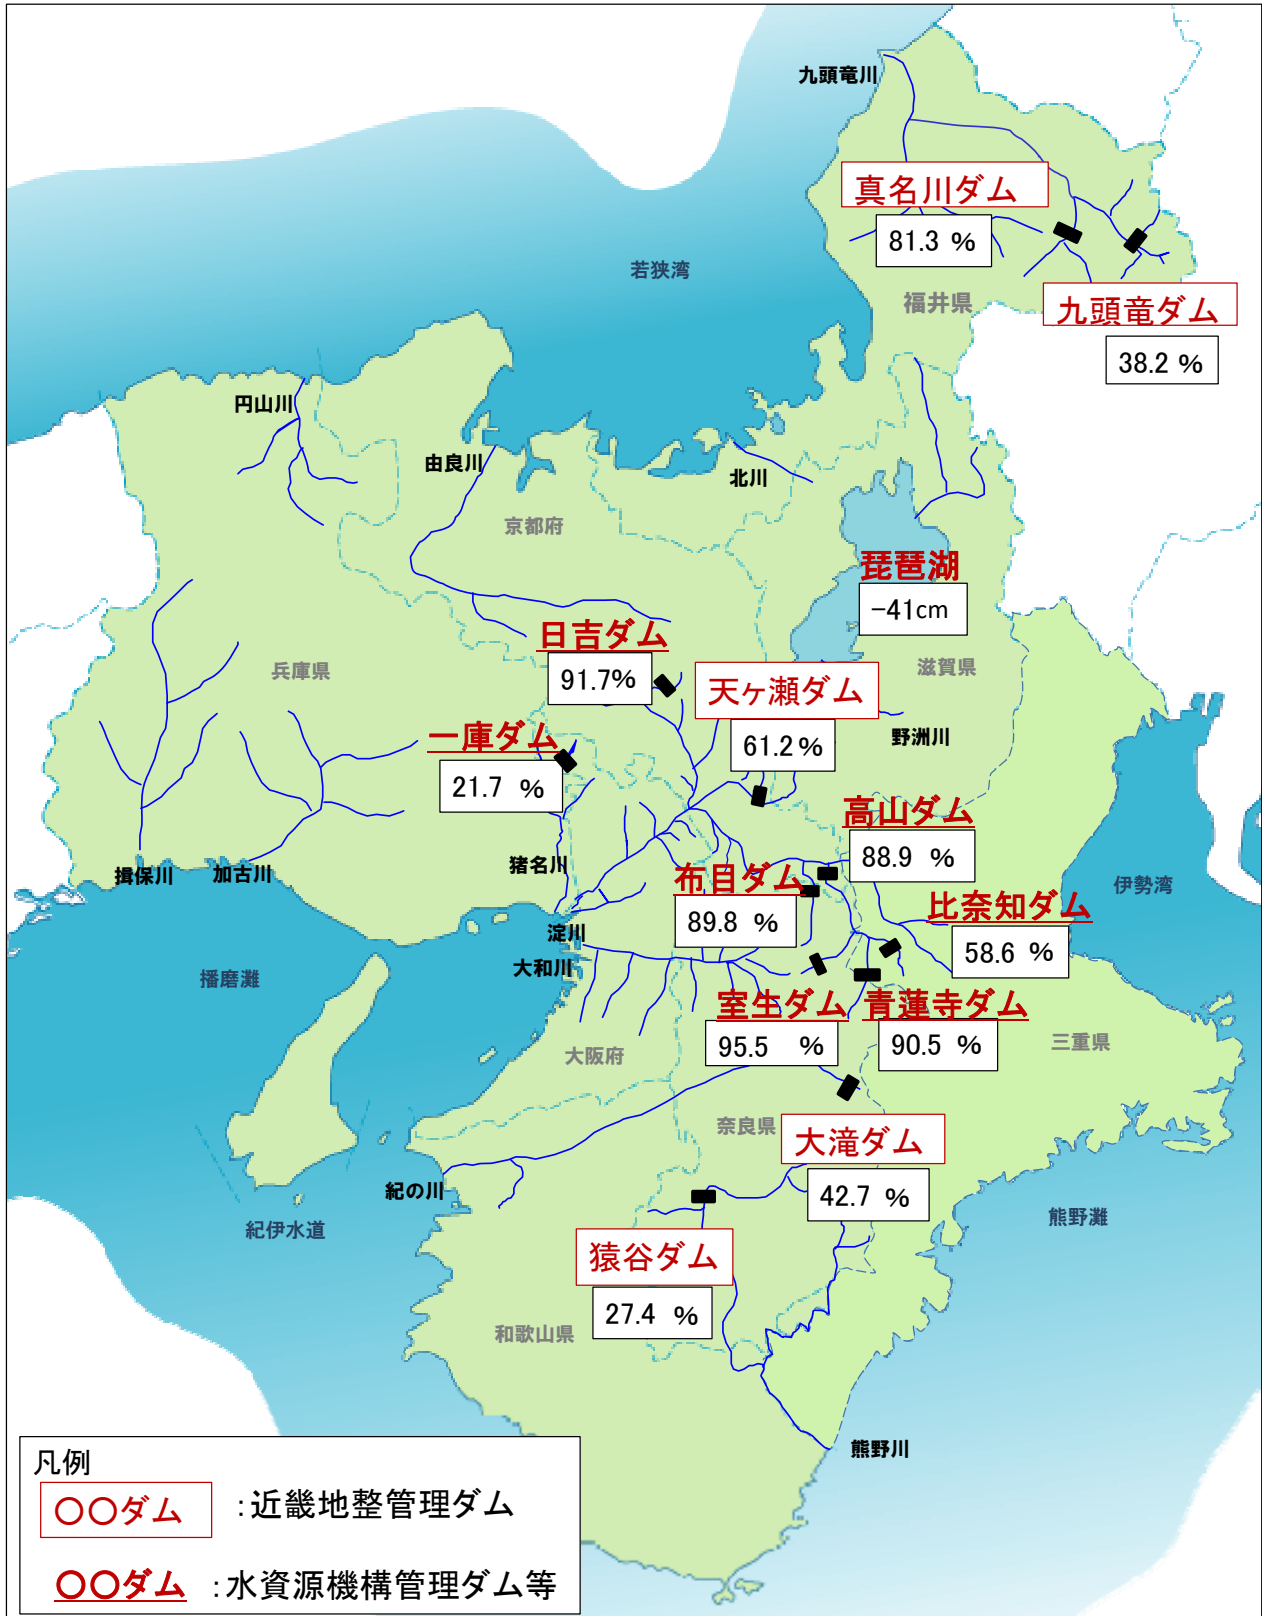 九頭竜川
真名川ダム
81.3 %
若狭湾
福井県
九頭竜ダム
38.2 %
円山川
由良川
北川
京都府
琵琶湖
-41cm
日吉ダム
91.7%
兵庫県
滋賀県
天ヶ瀬ダム
61.2 %
野洲川
一庫ダム
21.7 %
高山ダム
88.9 %
猪名川
揖保川
加古川
布目ダム
89.8 %
伊勢湾
比奈知ダム
58.6 %
淀川
大和川
播磨灘
室生ダム
95.5 %
青蓮寺ダム
90.5 %
大阪府
三重県
奈良県
大滝ダム
42.7 %
紀の川
紀伊水道
熊野灘
猿谷ダム
27.4 %
和歌山県
熊野川
凡例
○○ダム :近畿地整管理ダム
○○ダム :水資源機構管理ダム等